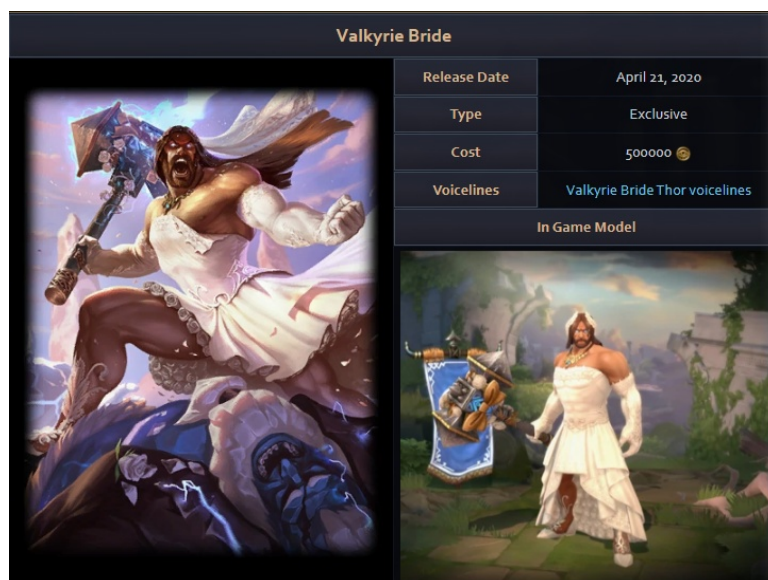 Valkyrie Bride
Release Date April 21, 2020
Type Exclusive
Cost 500000
Voicelines Valkyrie Bride Thor voicelines
In Game Model